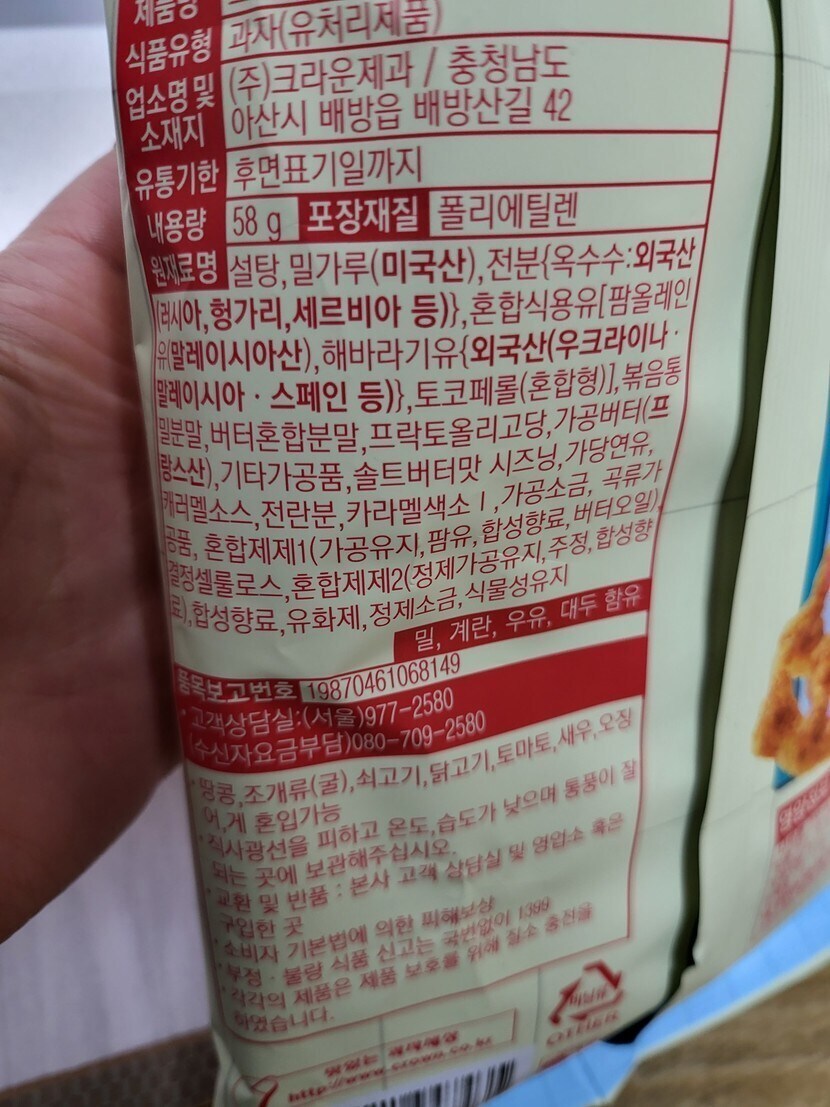 제품명
식품유형 과자(유처리제품)
업소명 및 소재지 (주)크라운제과 / 충청남도
아산시 배방읍 배방산길 42
유통기한 후면표기일까지
내용량 58 g 포장재질 폴리에틸렌
원재료명 설탕,밀가루(미국산),전분{옥수수:외국산
(러시아,헝가리,세르비아 등)},혼합식용유[팜올레인
유(말레이시아산),해바라기유{외국산(우크라이나·
말레이시아·스페인 등)},토코페롤(혼합형)],볶음통
밀분말,버터혼합분말,프락토올리고당,가공버터(프
랑스산),기타가공품,솔트버터맛 시즈닝,가당연유,
캐러멜소스,전란분,카라멜색소Ⅰ,가공소금, 곡류가
공품, 혼합제제1(가공유지,팜유,합성향료,버터오일),
결정셀룰로스,혼합제제2(정제가공유지,주정,합성향
료),합성향료,유화제,정제소금,식물성유지
밀, 계란, 우유, 대두 함유
품목보고번호 19870461068149
·고객상담실:(서울)977-2580
(수신자요금부담)080-709-2580
·땅콩,조개류(굴),쇠고기,닭고기,토마토,새우,오징
어,게 혼입가능
·직사광선을 피하고 온도,습도가 낮으며 통풍이 잘
되는 곳에 보관해주십시오.
·교환 및 반품 : 본사 고객 상담실 및 영업소 혹은
구입한 곳
·소비자 기본법에 의한 피해보상
·부정·불량 식품 신고는 국번없이 1399
·각각의 제품은 제품 보호를 위해 질소 충전을
하였습니다.
비닐류